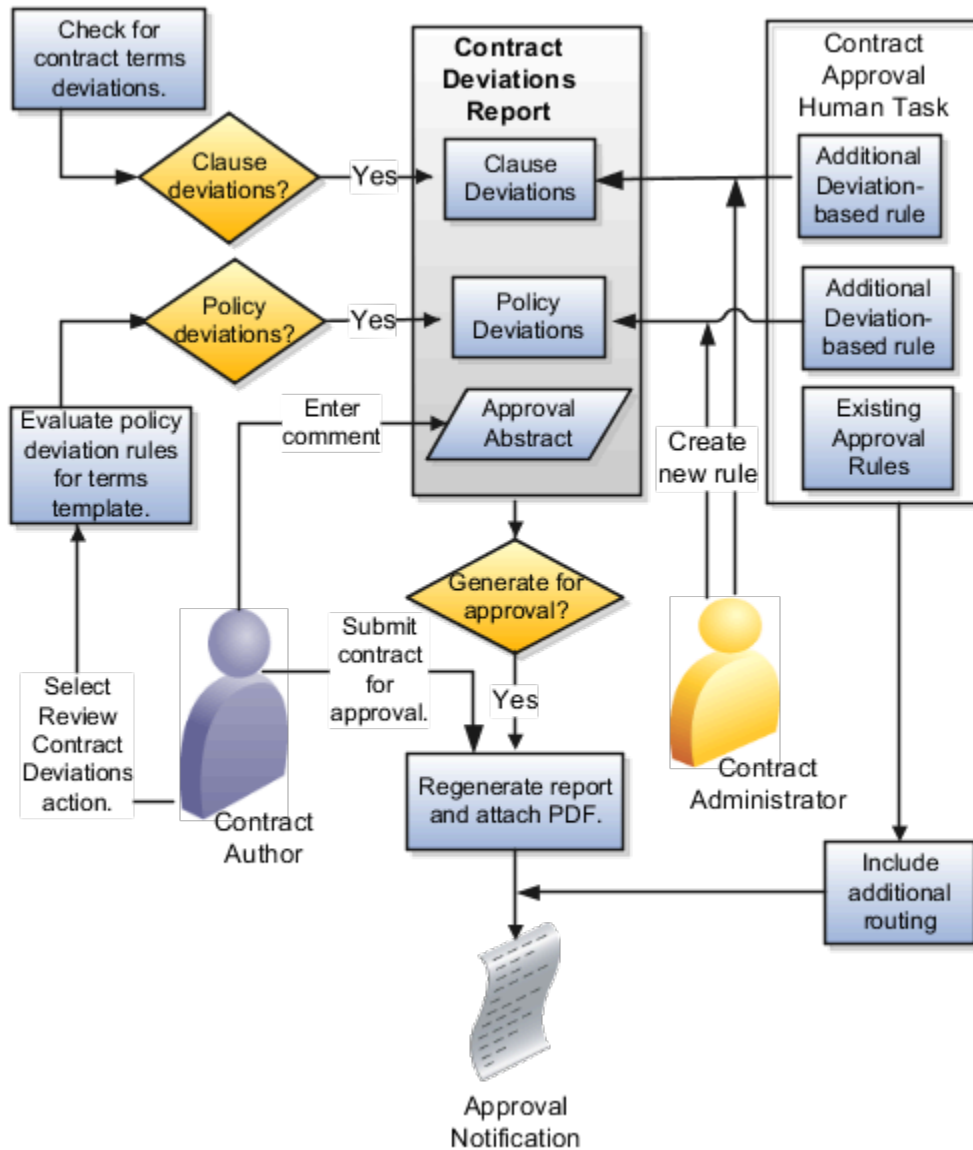 Check for
contract terms
deviations.
Clause
deviations?
Yes
Contract
Deviations
Report
Clause
Deviations
Contract
Approval
Human Task
Additional
Deviation-
based rule
Policy
deviations?
Yes
Policy
Deviations
Additional
Deviation-
based rule
Evaluate policy
deviation rules
for terms
template.
Enter
comment
Approval
Abstract
Create
new rule
Existing
Approval
Rules
Generate for
approval?
Submit
contract
for
approval.
Yes
Select
Review
Contract
Deviations
action.
Contract
Author
Regenerate report
and attach PDF.
Contract
Administrator
Include
additional
routing
Approval
Notification